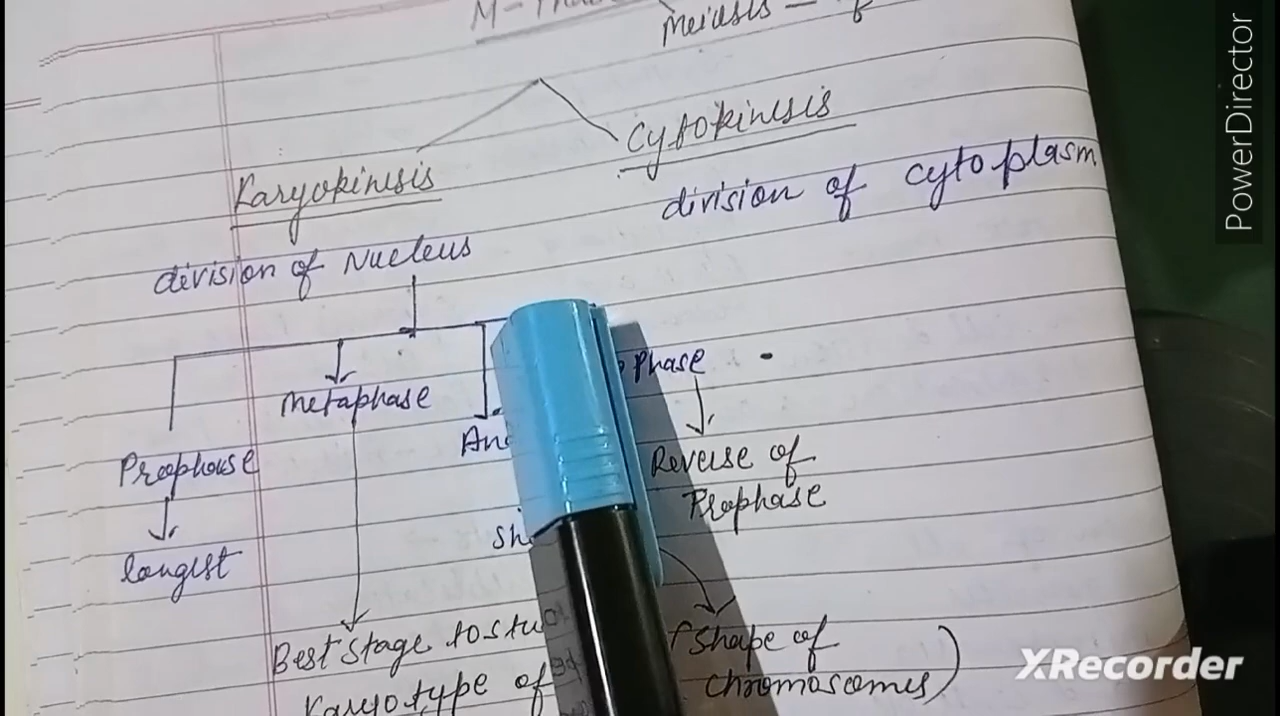 Meiosis –
Cytokinesis
Karyokinesis
division of cytoplasm
division of Nucleus
Phase
Metaphase
Prophase
Reverse of
Prophase
longest
Best stage to
Karyotype of
(Shape of
chromosomes)
PowerDirector
XRecorder